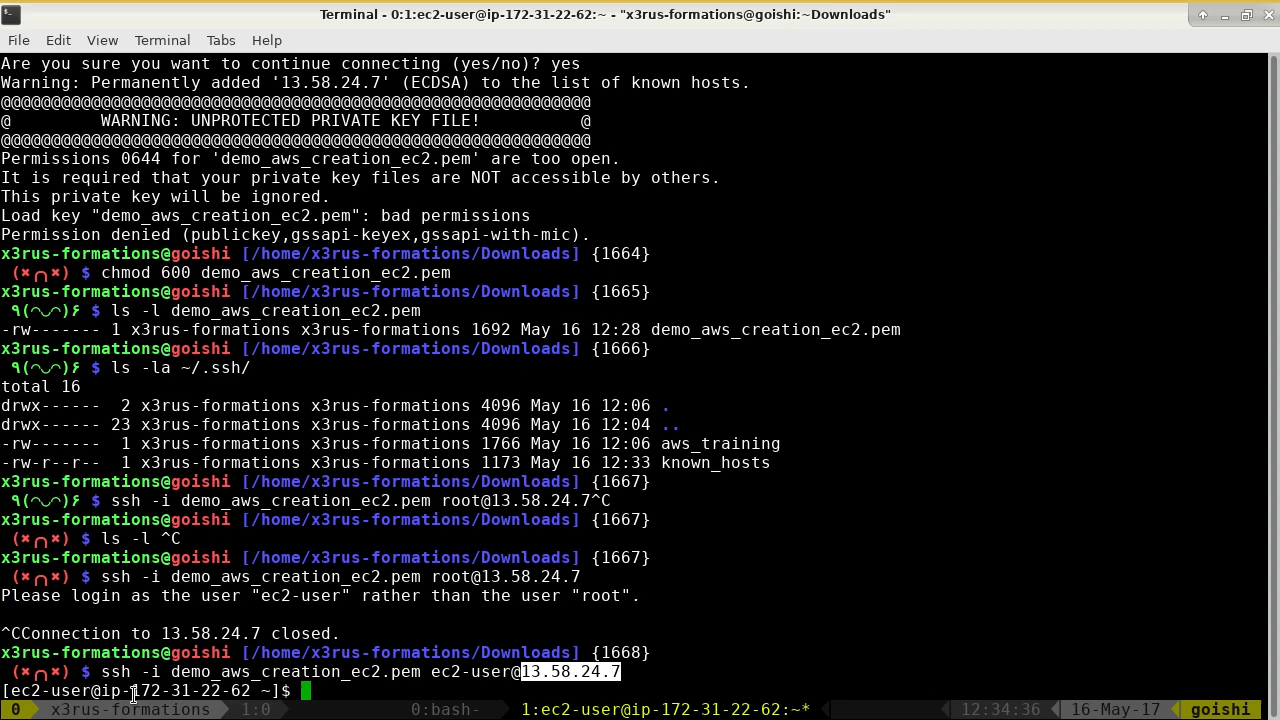 Terminal - 0:1:ec2-user@ip-172-31-22-62:~ - "x3rus-formations@goishi:~Downloads"
File Edit View Terminal Tabs Help
Are you sure you want to continue connecting (yes/no)? yes
Warning: Permanently added '13.58.24.7' (ECDSA) to the list of known hosts.
@@@@@@@@@@@@@@@@@@@@@@@@@@@@@@@@@@@@@@@@@@@@@@@@@@@@@@@@@@@
@         WARNING: UNPROTECTED PRIVATE KEY FILE!          @
@@@@@@@@@@@@@@@@@@@@@@@@@@@@@@@@@@@@@@@@@@@@@@@@@@@@@@@@@@@
Permissions 0644 for 'demo_aws_creation_ec2.pem' are too open.
It is required that your private key files are NOT accessible by others.
This private key will be ignored.
Load key "demo_aws_creation_ec2.pem": bad permissions
Permission denied (publickey,gssapi-keyex,gssapi-with-mic).
x3rus-formations@goishi [/home/x3rus-formations/Downloads] {1664}
(✖╭╮✖) $ chmod 600 demo_aws_creation_ec2.pem
x3rus-formations@goishi [/home/x3rus-formations/Downloads] {1665}
٩(^‿^)۶ $ ls -l demo_aws_creation_ec2.pem
-rw------- 1 x3rus-formations x3rus-formations 1692 May 16 12:28 demo_aws_creation_ec2.pem
x3rus-formations@goishi [/home/x3rus-formations/Downloads] {1666}
٩(^‿^)۶ $ ls -la ~/.ssh/
total 16
drwx------  2 x3rus-formations x3rus-formations 4096 May 16 12:06 .
drwx------ 23 x3rus-formations x3rus-formations 4096 May 16 12:04 ..
-rw-------  1 x3rus-formations x3rus-formations 1766 May 16 12:06 aws_training
-rw-r--r--  1 x3rus-formations x3rus-formations 1173 May 16 12:33 known_hosts
x3rus-formations@goishi [/home/x3rus-formations/Downloads] {1667}
٩(^‿^)۶ $ ssh -i demo_aws_creation_ec2.pem root@13.58.24.7^C
x3rus-formations@goishi [/home/x3rus-formations/Downloads] {1667}
(✖╭╮✖) $ ls -l ^C
x3rus-formations@goishi [/home/x3rus-formations/Downloads] {1667}
(✖╭╮✖) $ ssh -i demo_aws_creation_ec2.pem root@13.58.24.7
Please login as the user "ec2-user" rather than the user "root".
^CConnection to 13.58.24.7 closed.
x3rus-formations@goishi [/home/x3rus-formations/Downloads] {1668}
(✖╭╮✖) $ ssh -i demo_aws_creation_ec2.pem ec2-user@13.58.24.7
[ec2-user@ip-172-31-22-62 ~]$
0 x3rus-formations 1:0 0:bash- 1:ec2-user@ip-172-31-22-62:~* 12:34:36 16-May-17 goishi